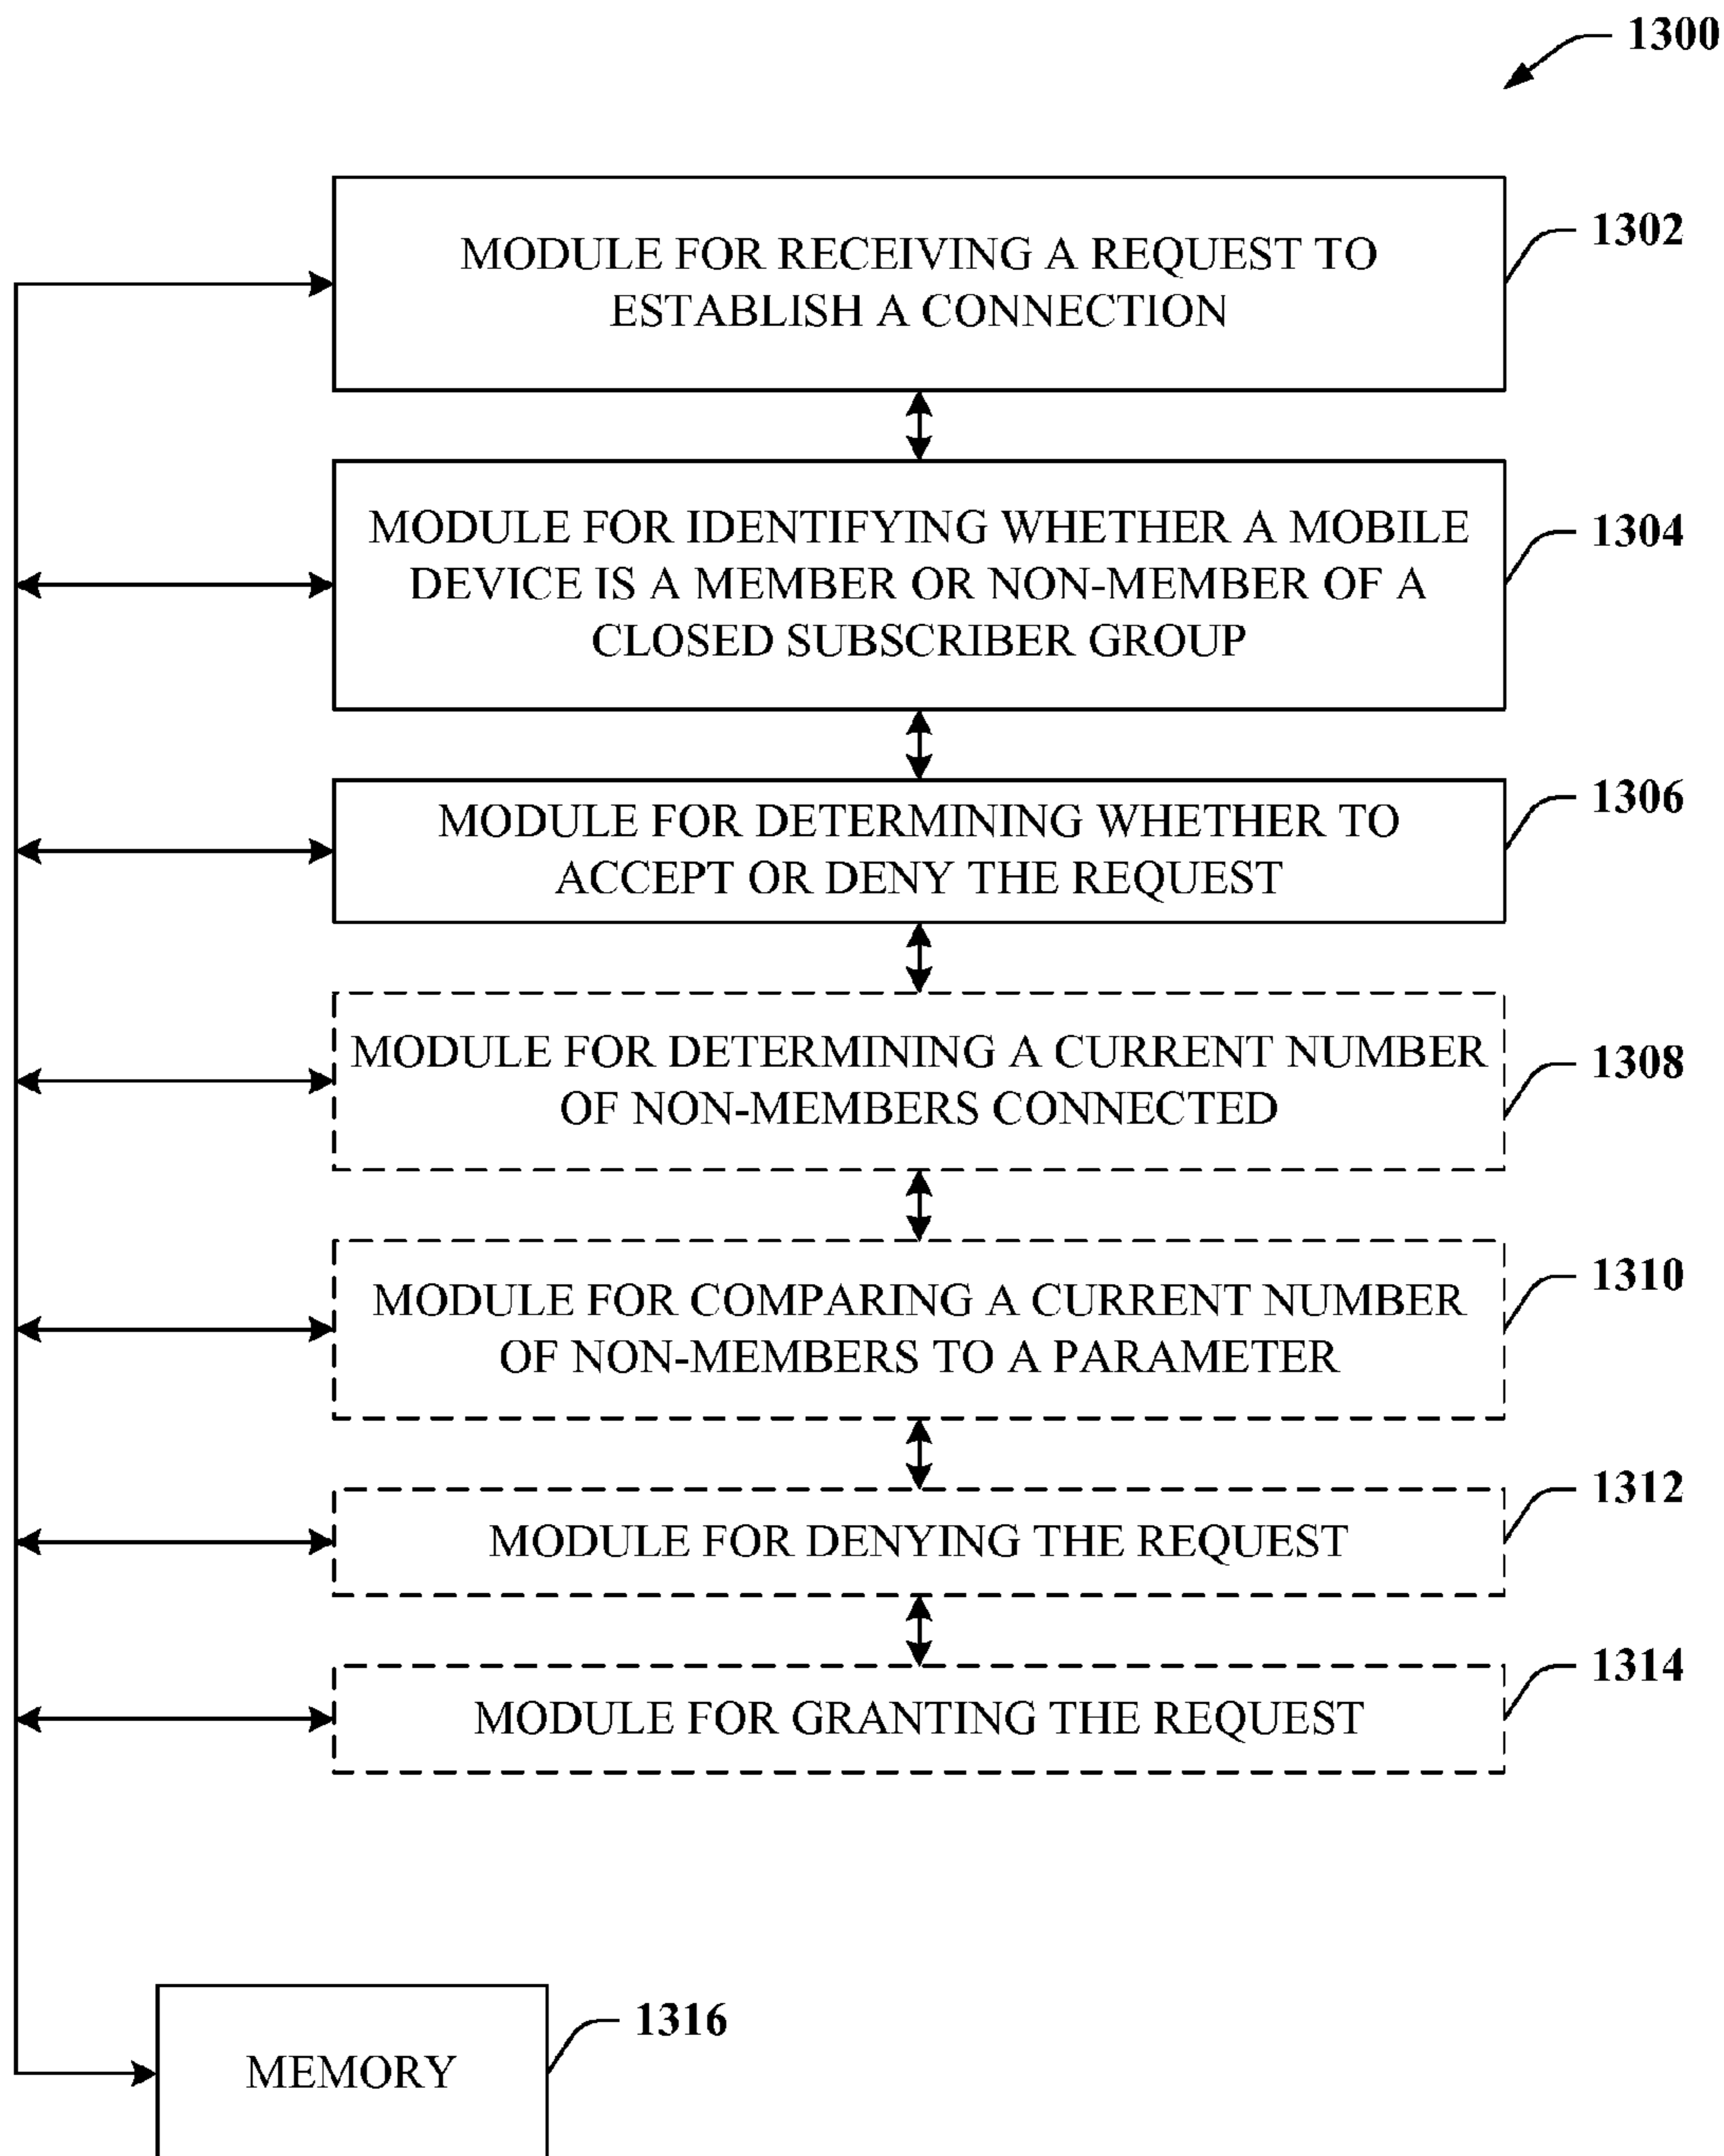 1300
MODULE FOR RECEIVING A REQUEST TO
ESTABLISH A CONNECTION
1302
MODULE FOR IDENTIFYING WHETHER A MOBILE
DEVICE IS A MEMBER OR NON-MEMBER OF A
CLOSED SUBSCRIBER GROUP
1304
MODULE FOR DETERMINING WHETHER TO
ACCEPT OR DENY THE REQUEST
1306
MODULE FOR DETERMINING A CURRENT NUMBER
OF NON-MEMBERS CONNECTED
1308
MODULE FOR COMPARING A CURRENT NUMBER
OF NON-MEMBERS TO A PARAMETER
1310
MODULE FOR DENYING THE REQUEST
1312
MODULE FOR GRANTING THE REQUEST
1314
MEMORY
1316